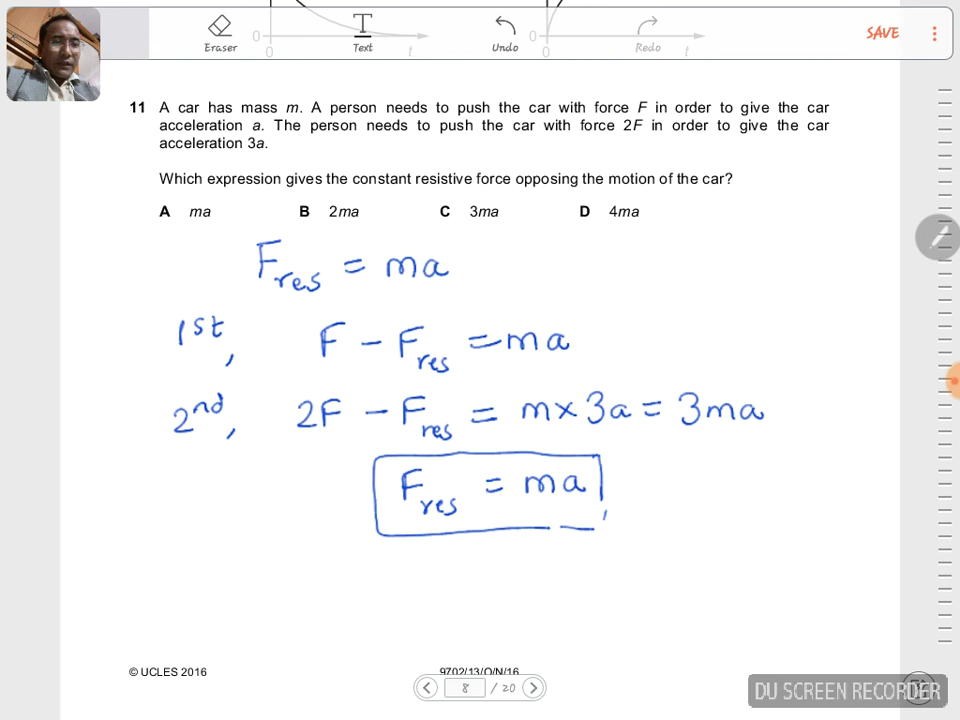 Eraser
Text
Undo
Redo
SAVE
0
0
t
0
0
t
11 A car has mass m. A person needs to push the car with force F in order to give the car
acceleration a. The person needs to push the car with force 2F in order to give the car
acceleration 3a.
Which expression gives the constant resistive force opposing the motion of the car?
A ma B 2ma C 3ma D 4ma
Fres = ma
1st, F − Fres = ma
2nd, 2F − Fres = m×3a = 3ma
Fres = ma
© UCLES 2016 9702/13/O/N/16
8 / 20
DU SCREEN RECORDER